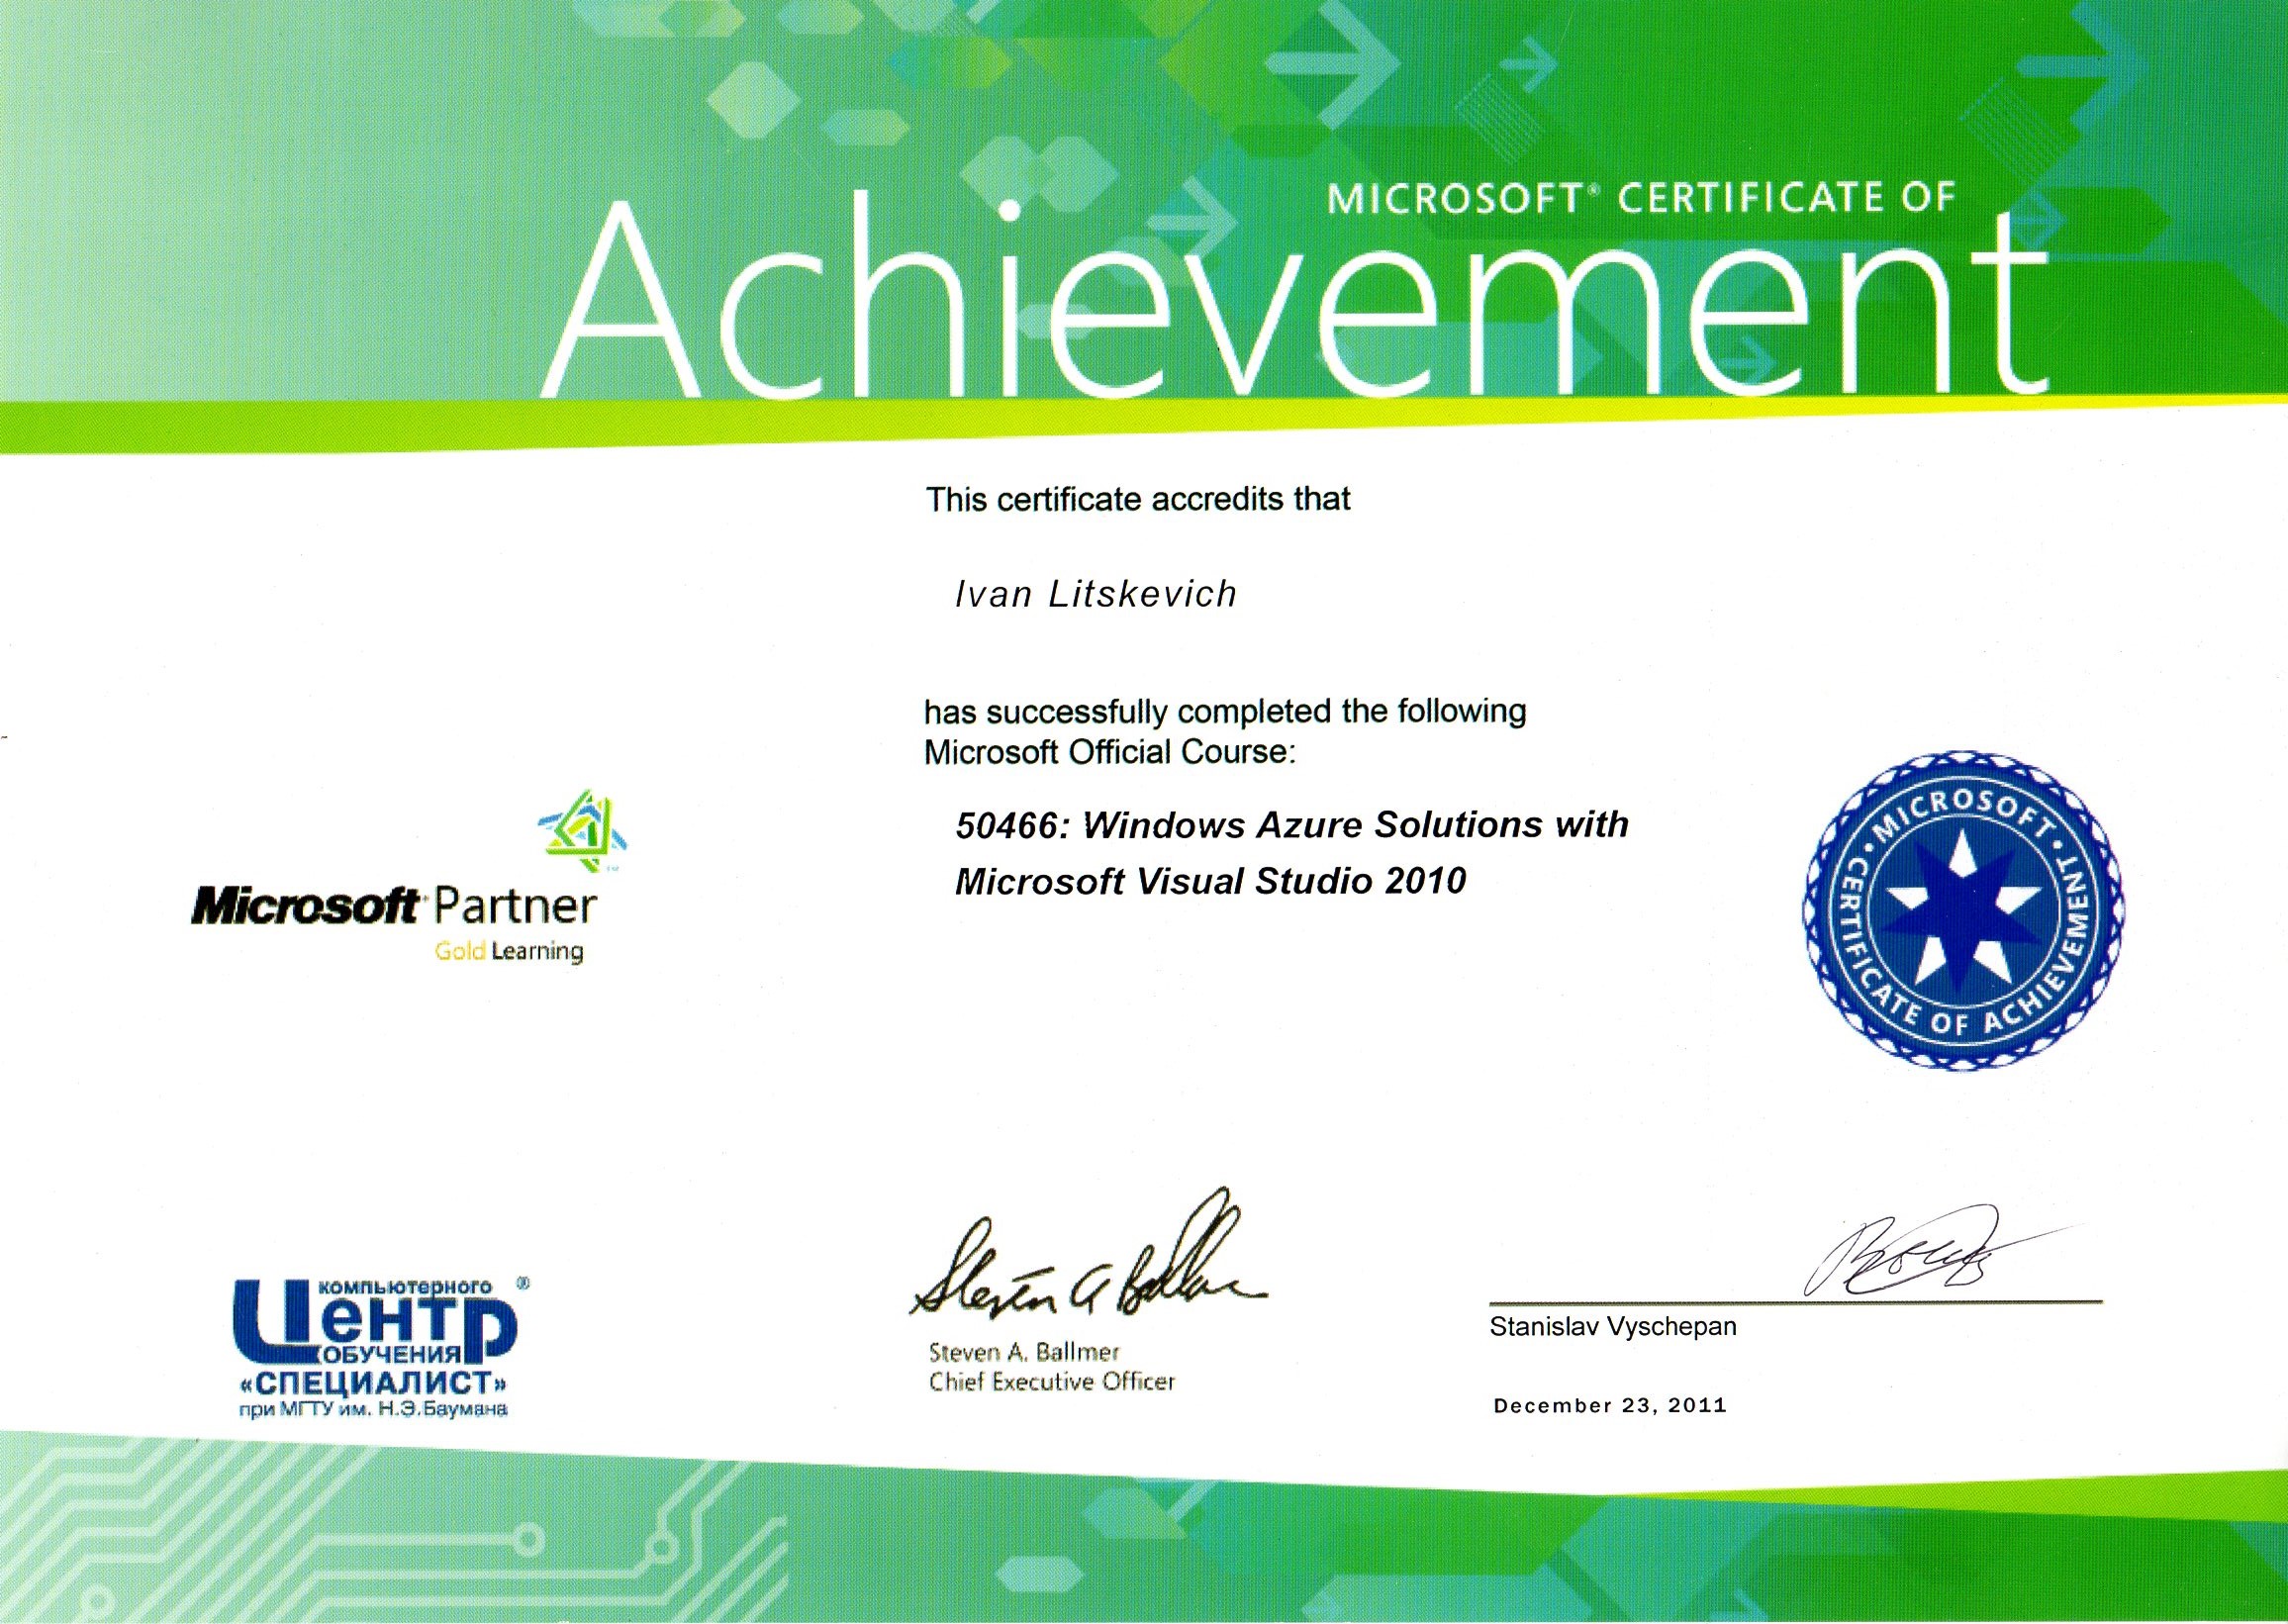 MICROSOFT® CERTIFICATE OF
Achievement
This certificate accredits that
Ivan Litskevich
has successfully completed the following
Microsoft Official Course:
50466: Windows Azure Solutions with
Microsoft Visual Studio 2010
Microsoft Partner
Gold Learning
• MICROSOFT •
CERTIFICATE OF ACHIEVEMENT
компьютерного ®
Центр
ОБУЧЕНИЯ
«СПЕЦИАЛИСТ»
при МГТУ им. Н.Э.Баумана
Steven A Ballmer
Steven A. Ballmer
Chief Executive Officer
Stanislav Vyschepan
December 23, 2011